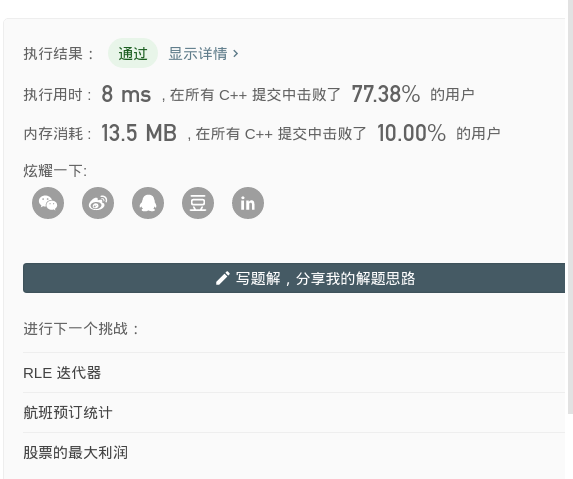 执行结果： 通过 显示详情 ›
执行用时 : 8 ms , 在所有 C++ 提交中击败了 77.38% 的用户
内存消耗 : 13.5 MB , 在所有 C++ 提交中击败了 10.00% 的用户
炫耀一下:
豆 in
写题解，分享我的解题思路
进行下一个挑战：
RLE 迭代器
航班预订统计
股票的最大利润